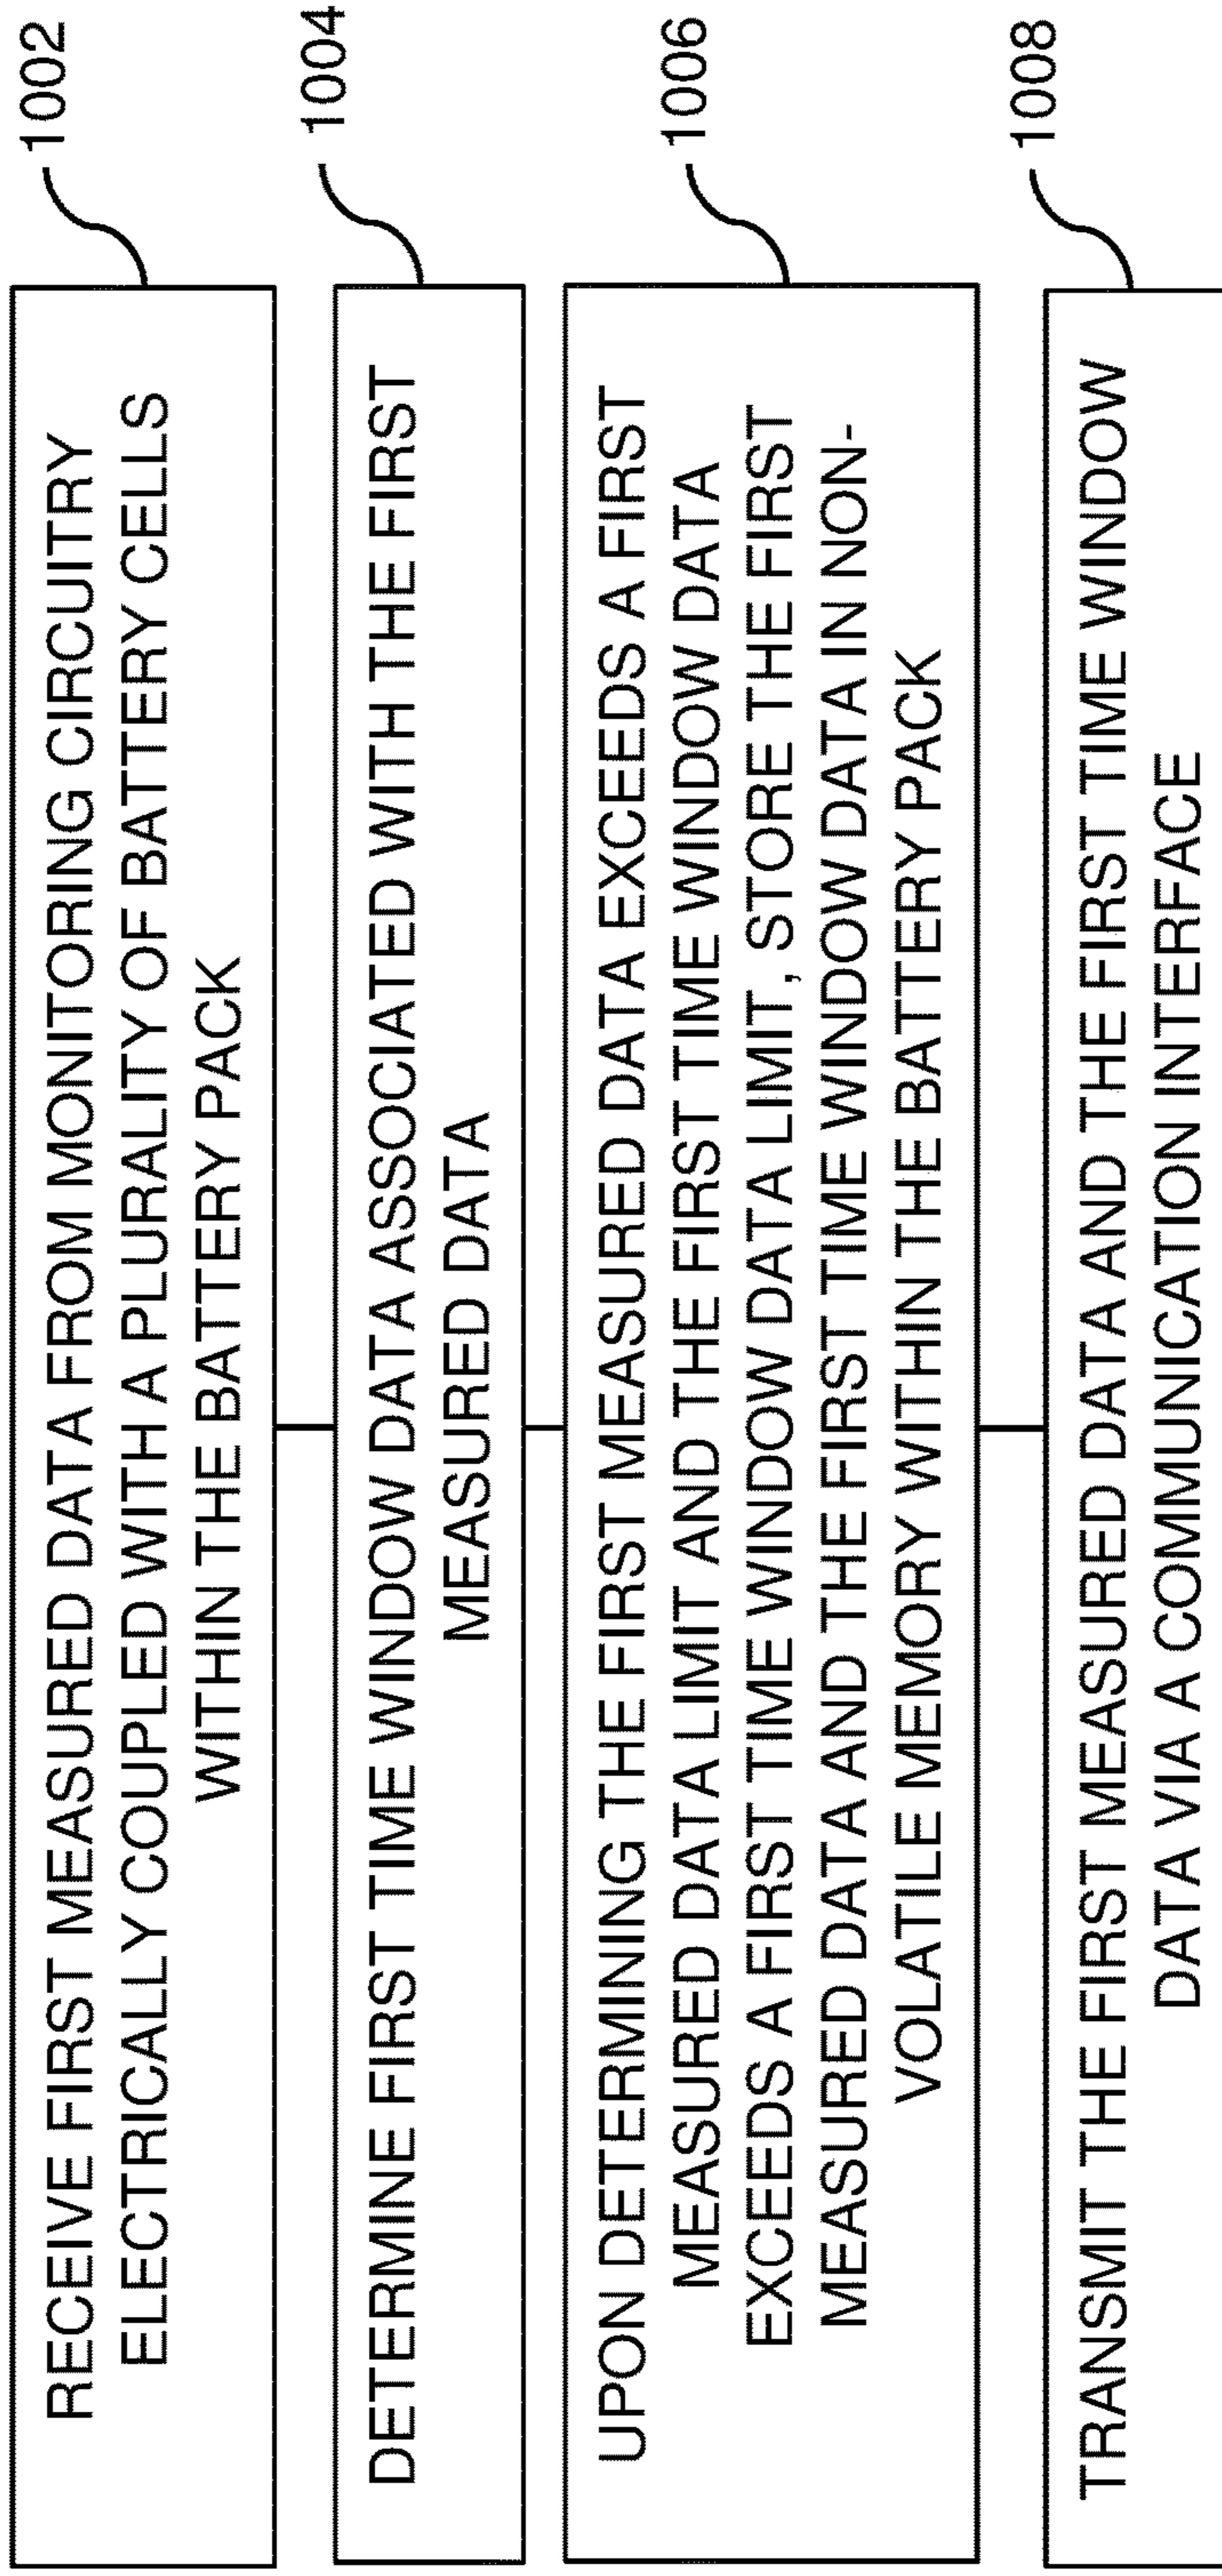 RECEIVE FIRST MEASURED DATA FROM MONITORING CIRCUITRY
ELECTRICALLY COUPLED WITH A PLURALITY OF BATTERY CELLS
WITHIN THE BATTERY PACK
1002
DETERMINE FIRST TIME WINDOW DATA ASSOCIATED WITH THE FIRST
MEASURED DATA
1004
UPON DETERMINING THE FIRST MEASURED DATA EXCEEDS A FIRST
MEASURED DATA LIMIT AND THE FIRST TIME WINDOW DATA
EXCEEDS A FIRST TIME WINDOW DATA LIMIT, STORE THE FIRST
MEASURED DATA AND THE FIRST TIME WINDOW DATA IN NON-
VOLATILE MEMORY WITHIN THE BATTERY PACK
1006
TRANSMIT THE FIRST MEASURED DATA AND THE FIRST TIME WINDOW
DATA VIA A COMMUNICATION INTERFACE
1008